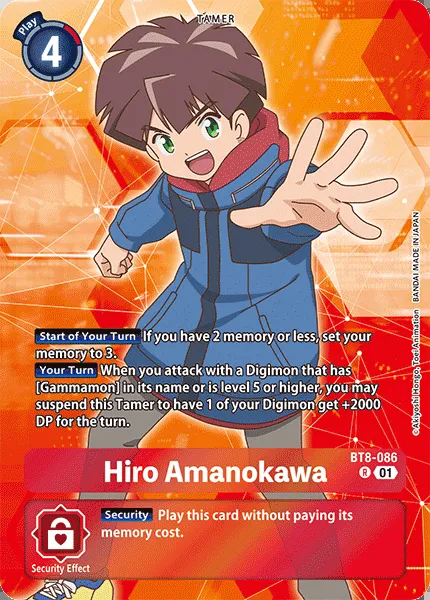 TAMER
Play
4
Start of Your Turn If you have 2 memory or less, set your
memory to 3.
Your Turn When you attack with a Digimon that has
[Gammamon] in its name or is level 5 or higher, you may
suspend this Tamer to have 1 of your Digimon get +2000
DP for the turn.
©Akiyoshi Hongo, Toei Animation BANDAI MADE IN JAPAN
BT8-086
Hiro Amanokawa
R 01
Security Play this card without paying its
memory cost.
Security Effect